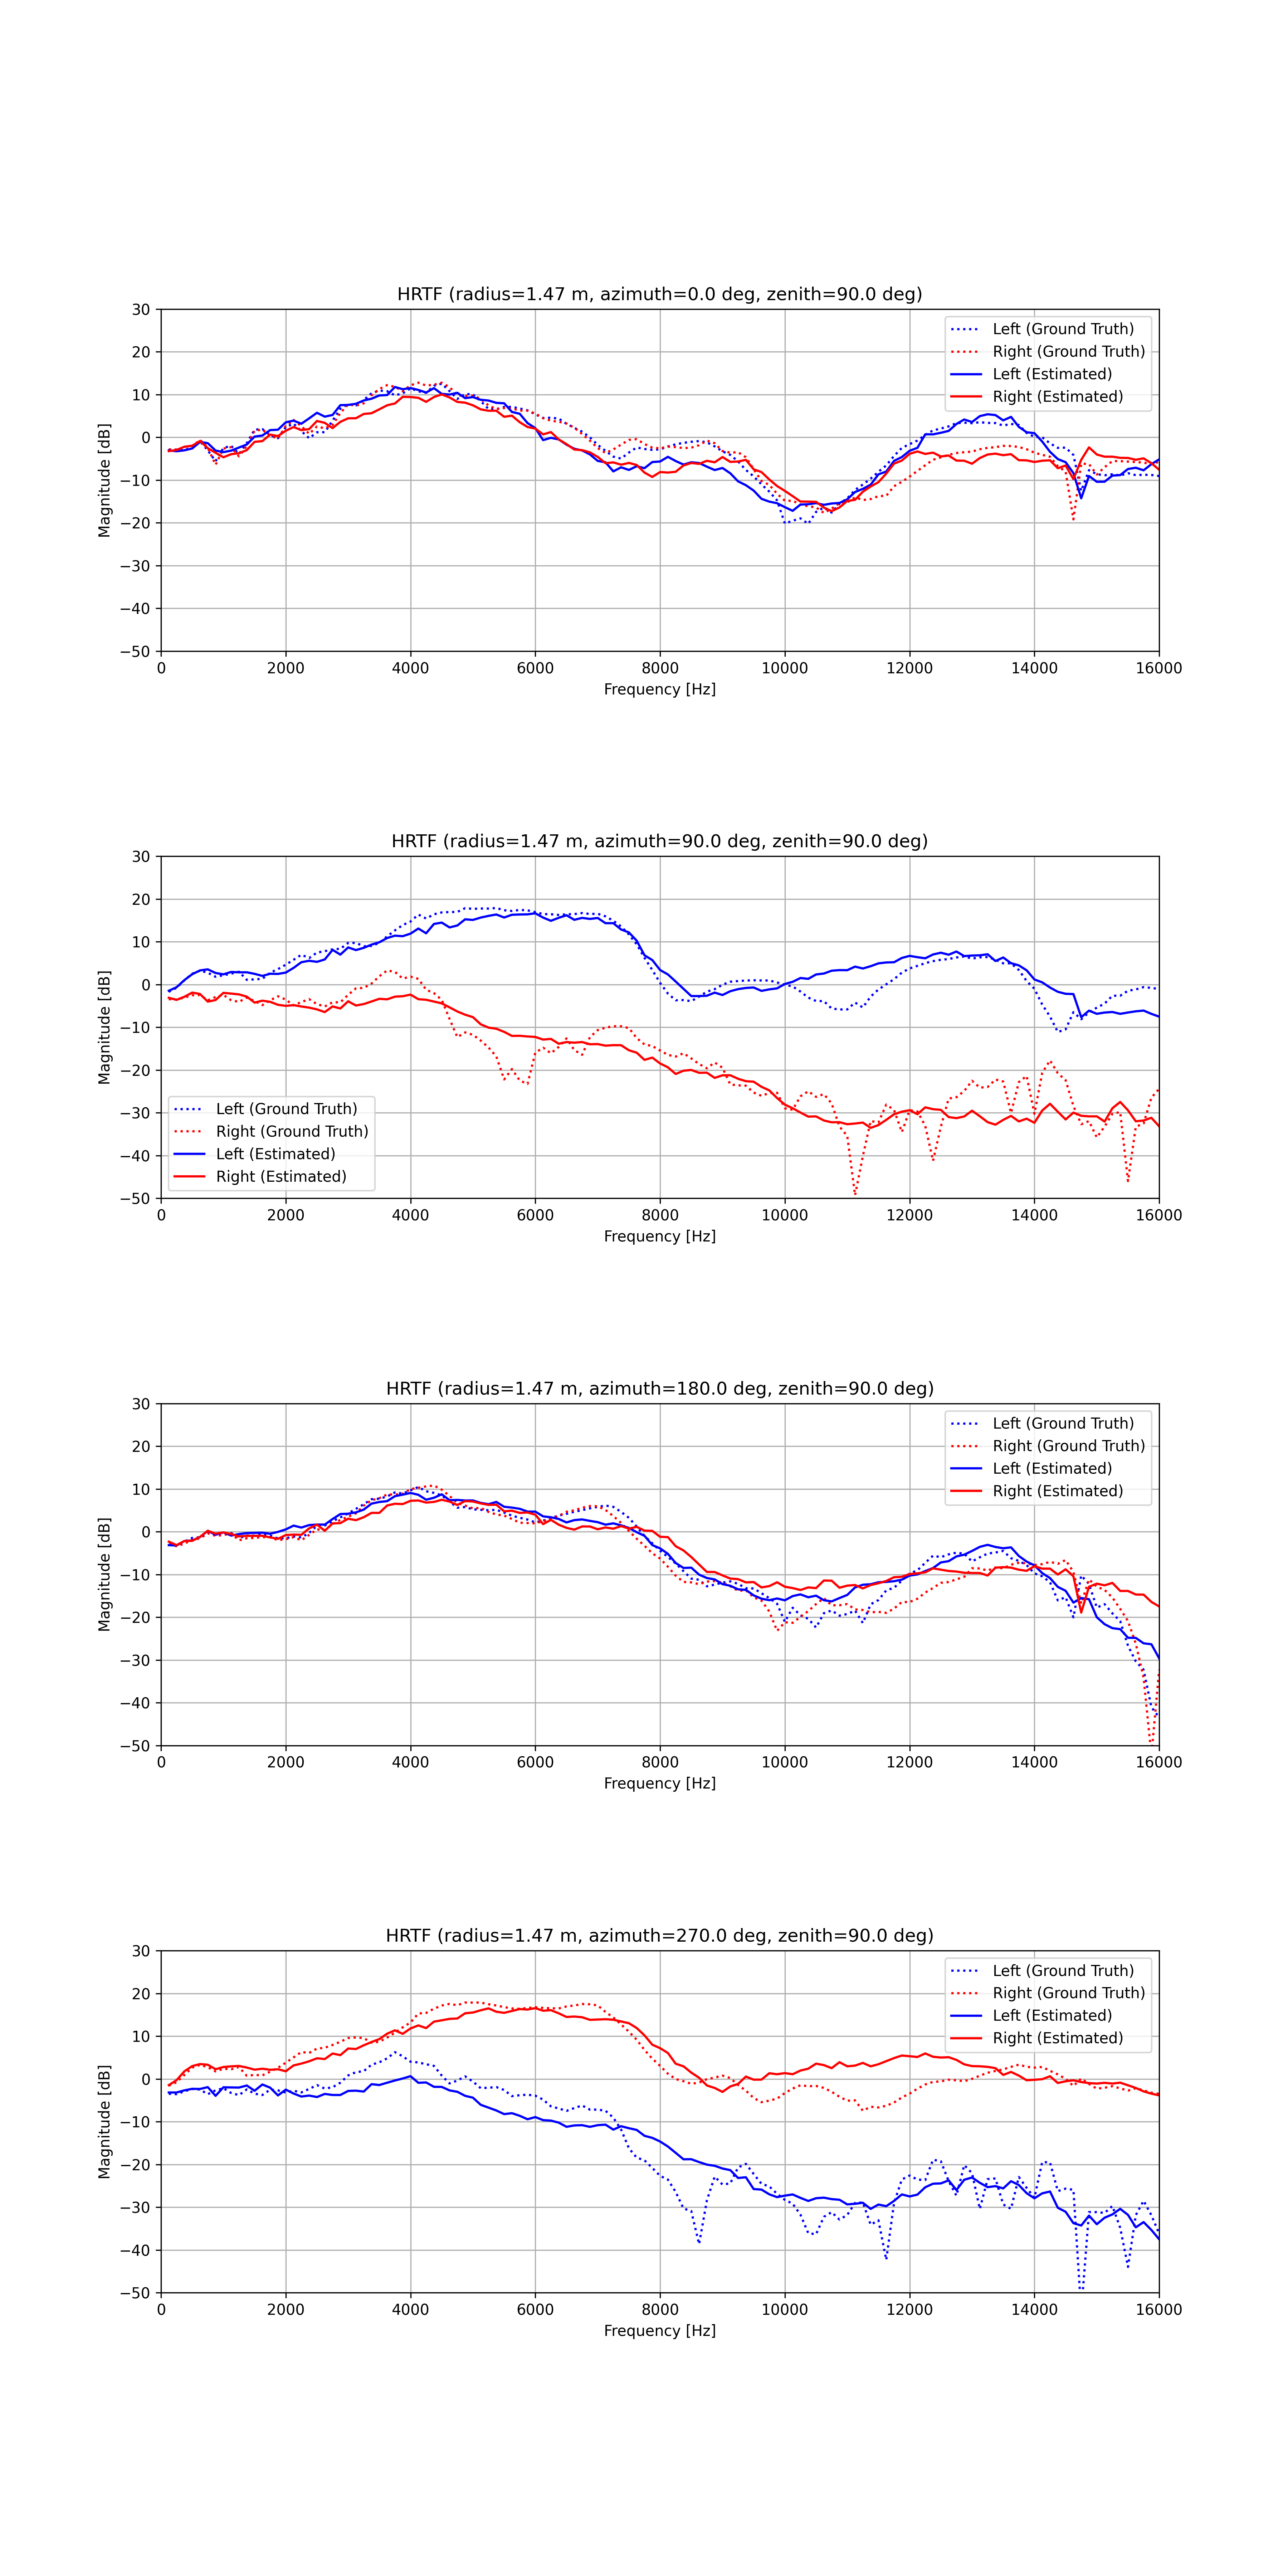 HRTF (radius=1.47 m, azimuth=0.0 deg, zenith=90.0 deg)
30
20
10
0
−10
−20
−30
−40
−50
Magnitude [dB]
Left (Ground Truth)
Right (Ground Truth)
Left (Estimated)
Right (Estimated)
0 2000 4000 6000 8000 10000 12000 14000 16000
Frequency [Hz]
HRTF (radius=1.47 m, azimuth=90.0 deg, zenith=90.0 deg)
30
20
10
0
−10
−20
−30
−40
−50
Magnitude [dB]
Left (Ground Truth)
Right (Ground Truth)
Left (Estimated)
Right (Estimated)
0 2000 4000 6000 8000 10000 12000 14000 16000
Frequency [Hz]
HRTF (radius=1.47 m, azimuth=180.0 deg, zenith=90.0 deg)
30
20
10
0
−10
−20
−30
−40
−50
Magnitude [dB]
Left (Ground Truth)
Right (Ground Truth)
Left (Estimated)
Right (Estimated)
0 2000 4000 6000 8000 10000 12000 14000 16000
Frequency [Hz]
HRTF (radius=1.47 m, azimuth=270.0 deg, zenith=90.0 deg)
30
20
10
0
−10
−20
−30
−40
−50
Magnitude [dB]
Left (Ground Truth)
Right (Ground Truth)
Left (Estimated)
Right (Estimated)
0 2000 4000 6000 8000 10000 12000 14000 16000
Frequency [Hz]